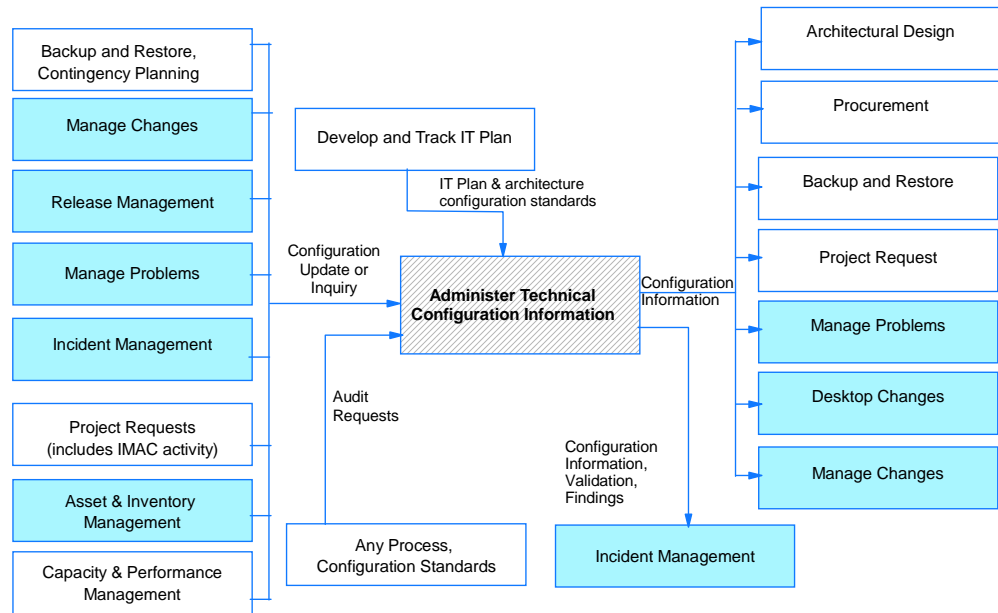 Backup and Restore,
Contingency Planning
Manage Changes
Release Management
Manage Problems
Incident Management
Project Requests
(includes IMAC activity)
Asset & Inventory
Management
Capacity & Performance
Management
Develop and Track IT Plan
IT Plan & architecture
configuration standards
Configuration
Update or
Inquiry
Administer Technical
Configuration Information
Audit
Requests
Any Process,
Configuration Standards
Configuration
Information
Configuration
Information,
Validation,
Findings
Incident Management
Architectural Design
Procurement
Backup and Restore
Project Request
Manage Problems
Desktop Changes
Manage Changes